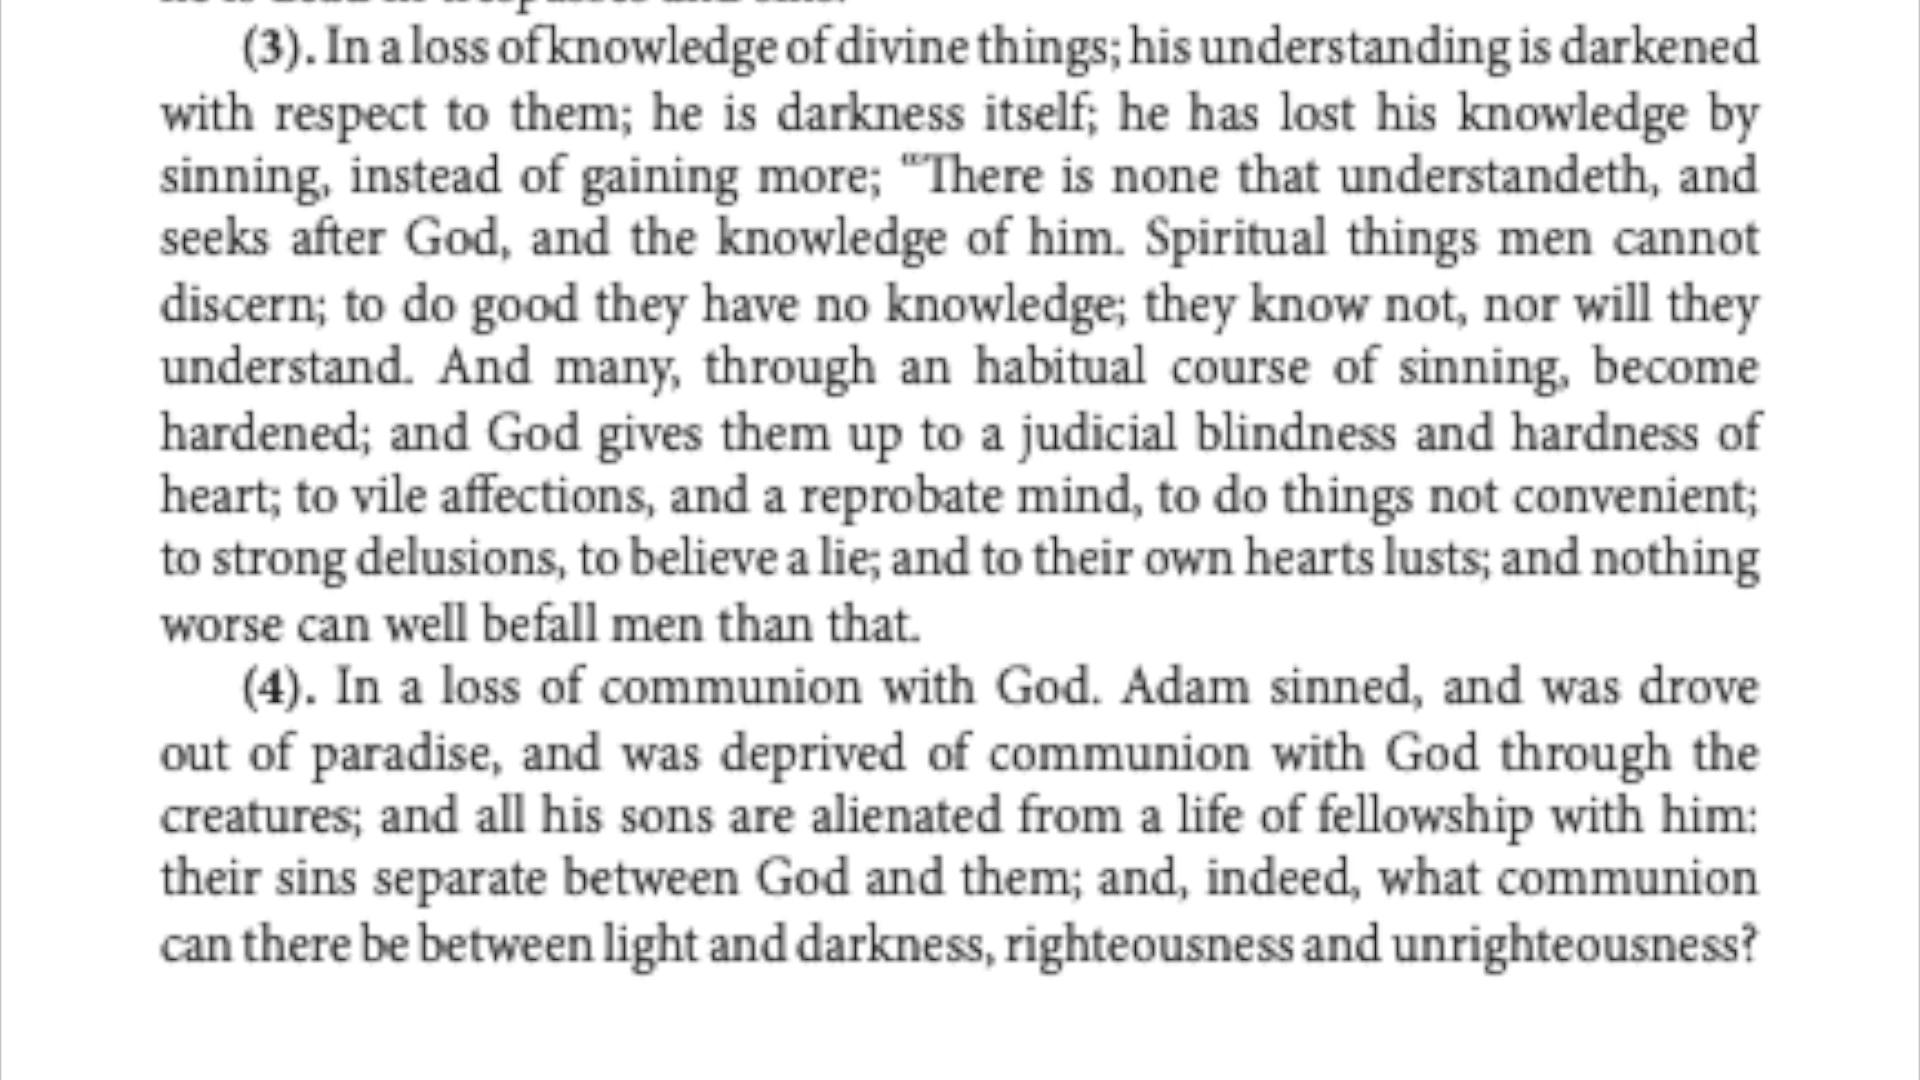 (3). In a loss of knowledge of divine things; his understanding is darkened
with respect to them; he is darkness itself; he has lost his knowledge by
sinning, instead of gaining more; “There is none that understandeth, and
seeks after God, and the knowledge of him. Spiritual things men cannot
discern; to do good they have no knowledge; they know not, nor will they
understand. And many, through an habitual course of sinning, become
hardened; and God gives them up to a judicial blindness and hardness of
heart; to vile affections, and a reprobate mind, to do things not convenient;
to strong delusions, to believe a lie; and to their own hearts lusts; and nothing
worse can well befall men than that.
(4). In a loss of communion with God. Adam sinned, and was drove
out of paradise, and was deprived of communion with God through the
creatures; and all his sons are alienated from a life of fellowship with him:
their sins separate between God and them; and, indeed, what communion
can there be between light and darkness, righteousness and unrighteousness?